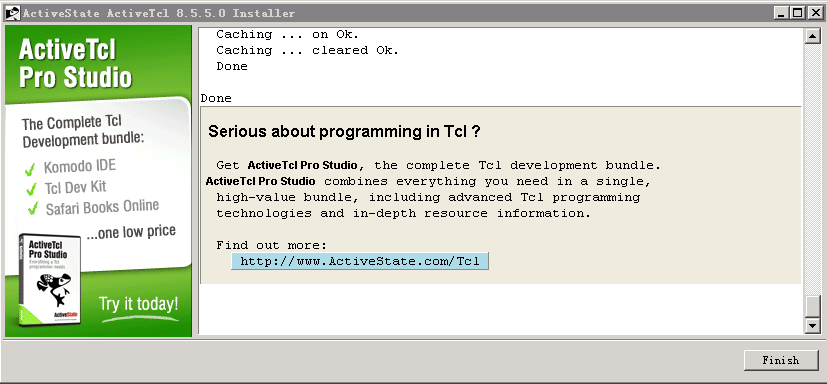 ActiveState ActiveTcl 8.5.5.0 Installer
ActiveTcl
Pro Studio
The Complete Tcl
Development bundle:
Komodo IDE
Tcl Dev Kit
Safari Books Online
...one low price
ActiveTcl
Pro Studio
Everything a Tcl
programmer needs
ActiveState
Try it today!
Caching ... on Ok.
Caching ... cleared Ok.
Done
Done
Serious about programming in Tcl ?
Get ActiveTcl Pro Studio, the complete Tcl development bundle.
ActiveTcl Pro Studio combines everything you need in a single,
high-value bundle, including advanced Tcl programming
technologies and in-depth resource information.
Find out more:
http://www.ActiveState.com/Tcl
Finish